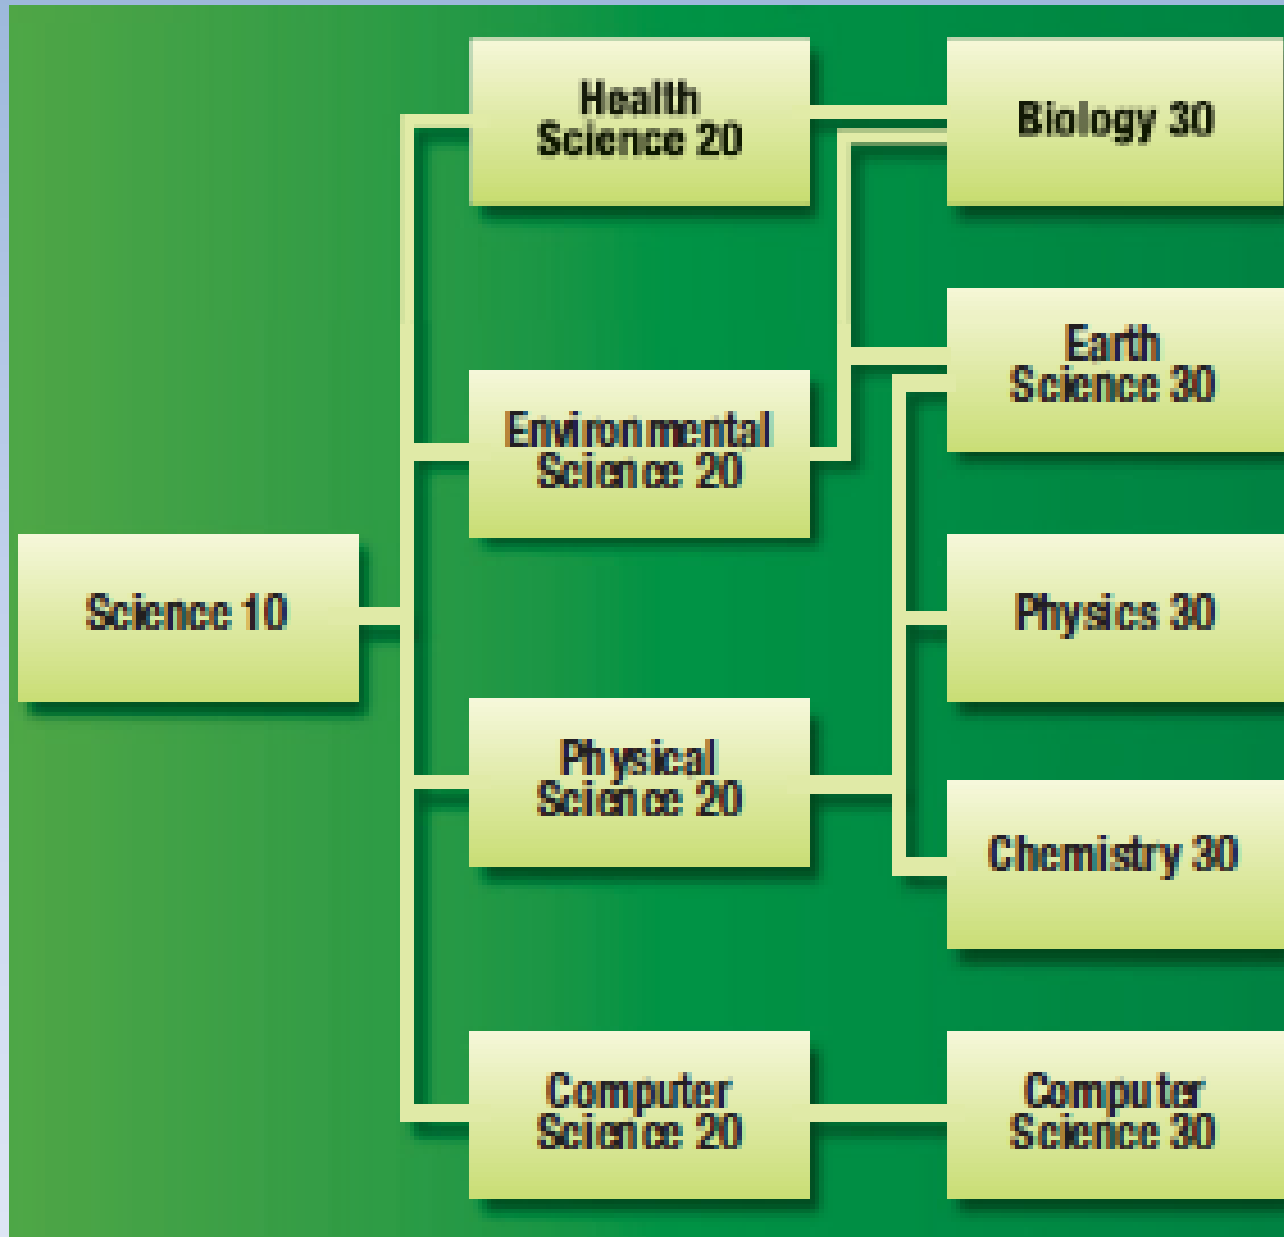 Health
Science 20
Biology 30
Earth
Science 30
Environmental
Science 20
Science 10
Physics 30
Physical
Science 20
Chemistry 30
Computer
Science 20
Computer
Science 30